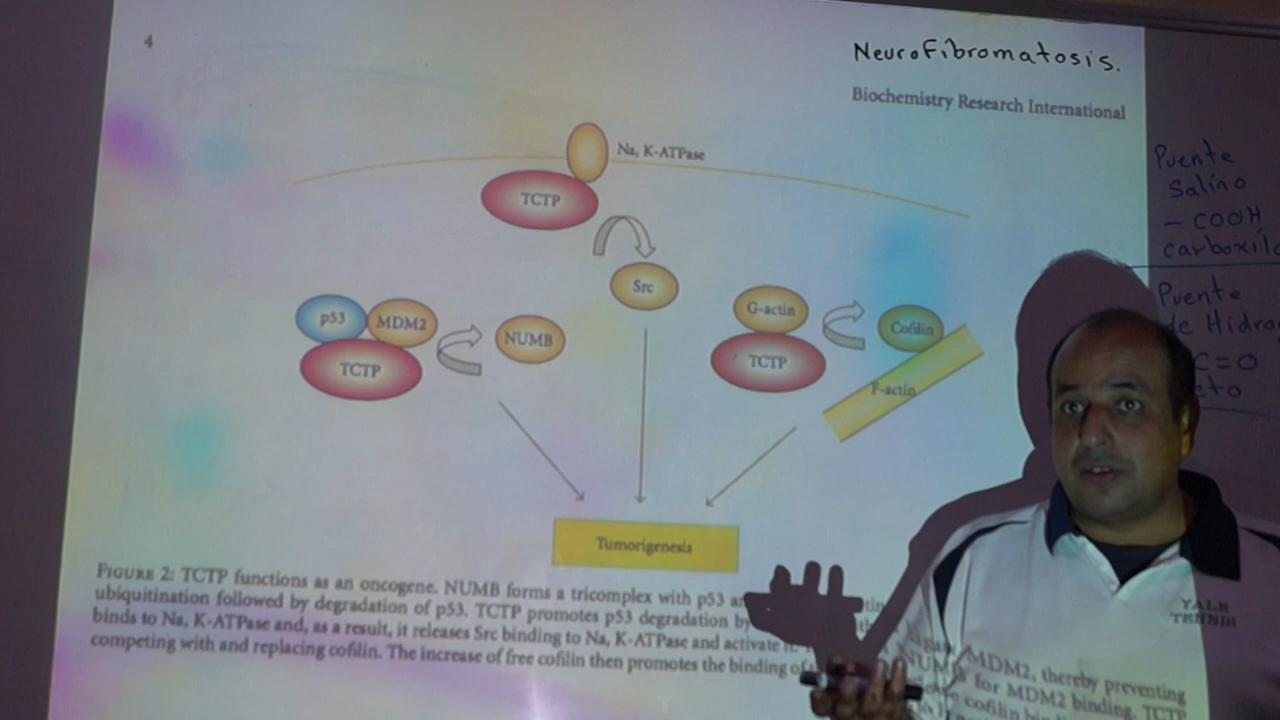 4
NeuroFibromatosis.
Biochemistry Research International
Na, K-ATPase
TCTP
Src
p53
MDM2
TCTP
NUMB
G-actin
TCTP
Cofilin
F-actin
Tumorigenesis
FIGURE 2: TCTP functions as an oncogene. NUMB forms a tricomplex with p53 MDM2, thereby preventing
ubiquitination followed by degradation of p53. TCTP promotes p53 degradation by NUMB for MDM2 binding. TCTP
binds to Na, K-ATPase and, as a result, it releases Src binding to Na, K-ATPase and activate it. cofilin
competing with and replacing cofilin. The increase of free cofilin then promotes the binding of
Puente
Salino
- COOH
Puente
de
C=O
YALE
TENNIS